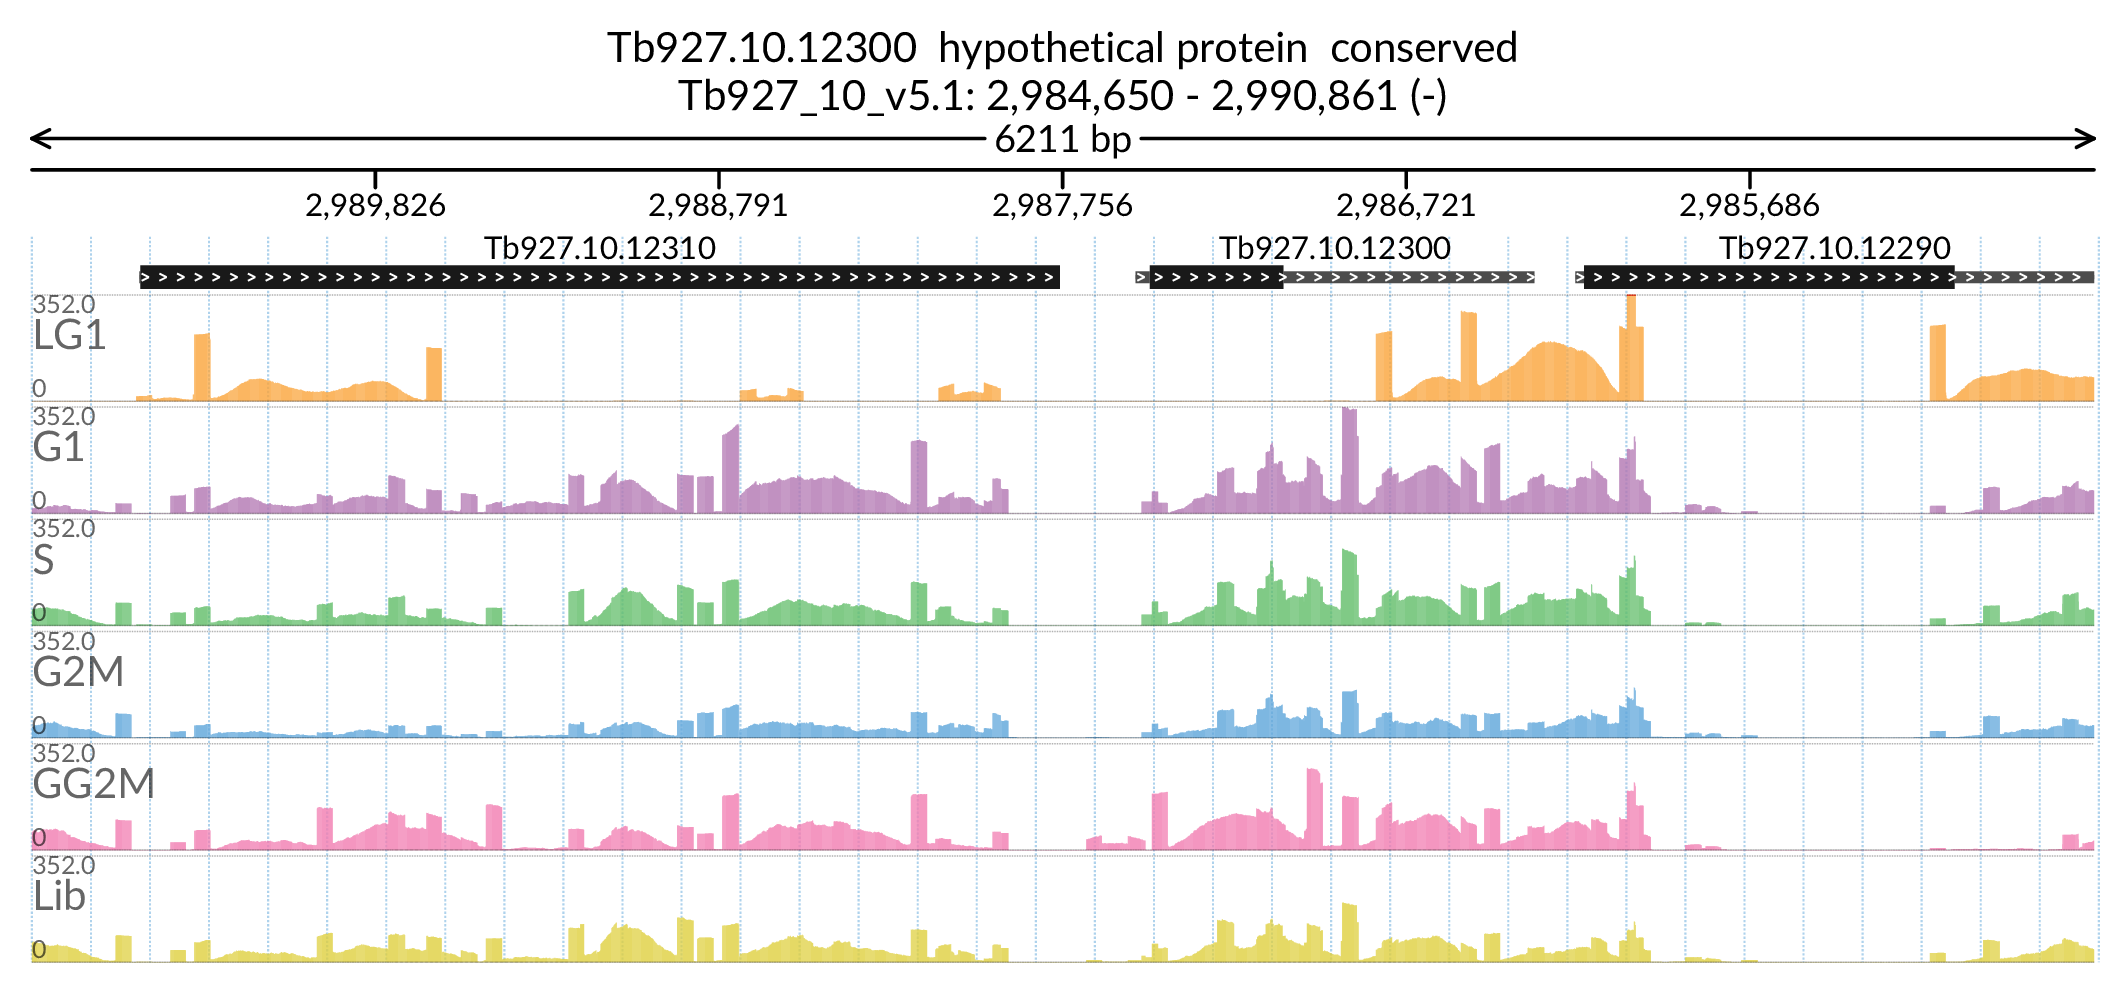 Tb927.10.12300 hypothetical protein conserved
Tb927_10_v5.1: 2,984,650 - 2,990,861 (-)
6211 bp
2,989,826 2,988,791 2,987,756 2,986,721 2,985,686
Tb927.10.12310 Tb927.10.12300 Tb927.10.12290
352.0
LG1
0
352.0
G1
0
352.0
S
0
352.0
G2M
0
352.0
GG2M
0
352.0
Lib
0